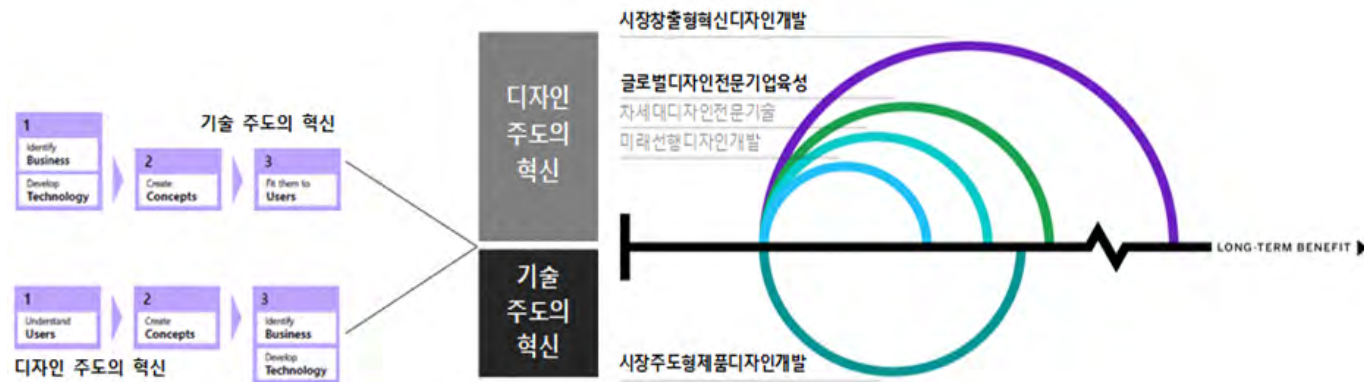 기술 주도의 혁신
1
Identify
Business
Develop
Technology
2
Create
Concepts
3
Fit them to
Users
1
Understand
Users
2
Create
Concepts
3
Identify
Business
Develop
Technology
디자인 주도의 혁신
디자인
주도의
혁신
기술
주도의
혁신
시장창출형혁신디자인개발
글로벌디자인전문기업육성
차세대디자인전문기술
미래선행디자인개발
LONG-TERM BENEFIT
시장주도형제품디자인개발